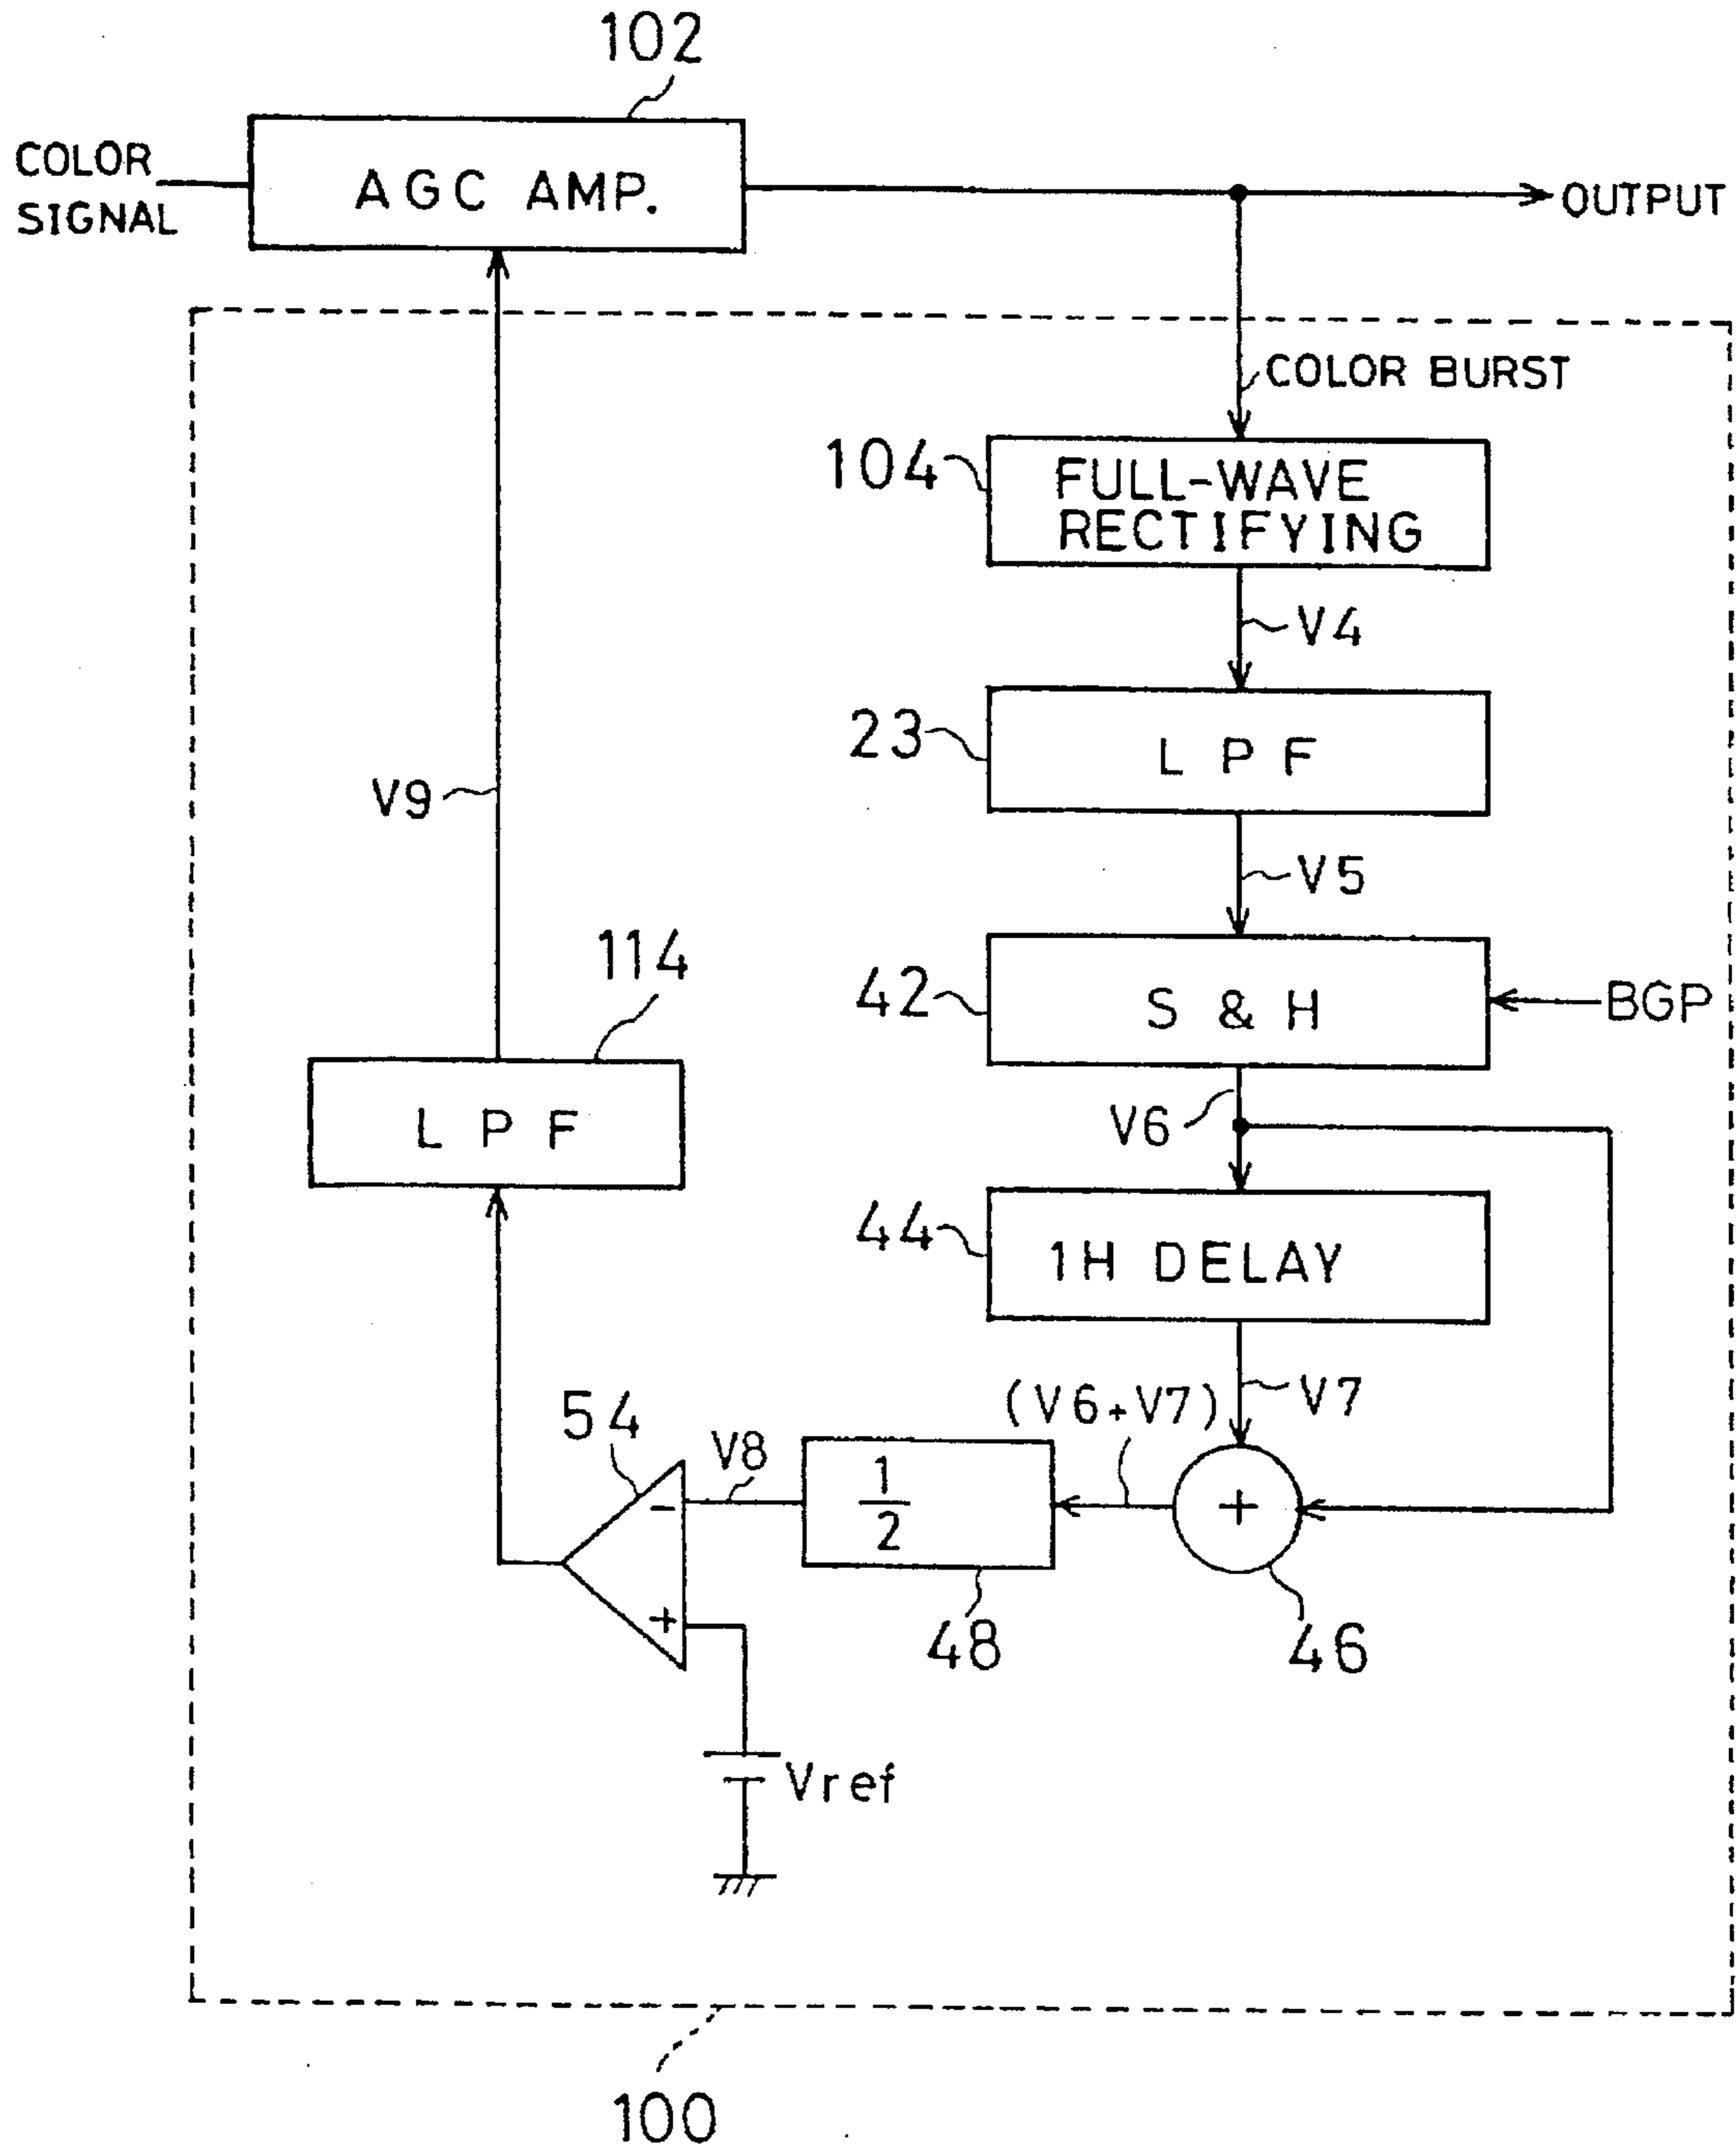 102
COLOR
SIGNAL
AGC AMP.
OUTPUT
COLOR BURST
104
FULL-WAVE
RECTIFYING
V4
23
LPF
V9
V5
114
42
S & H
BGP
LPF
V6
44
1H DELAY
54
(V6+V7)
V7
V8
-
1
2
+
+
48
46
Vref
100